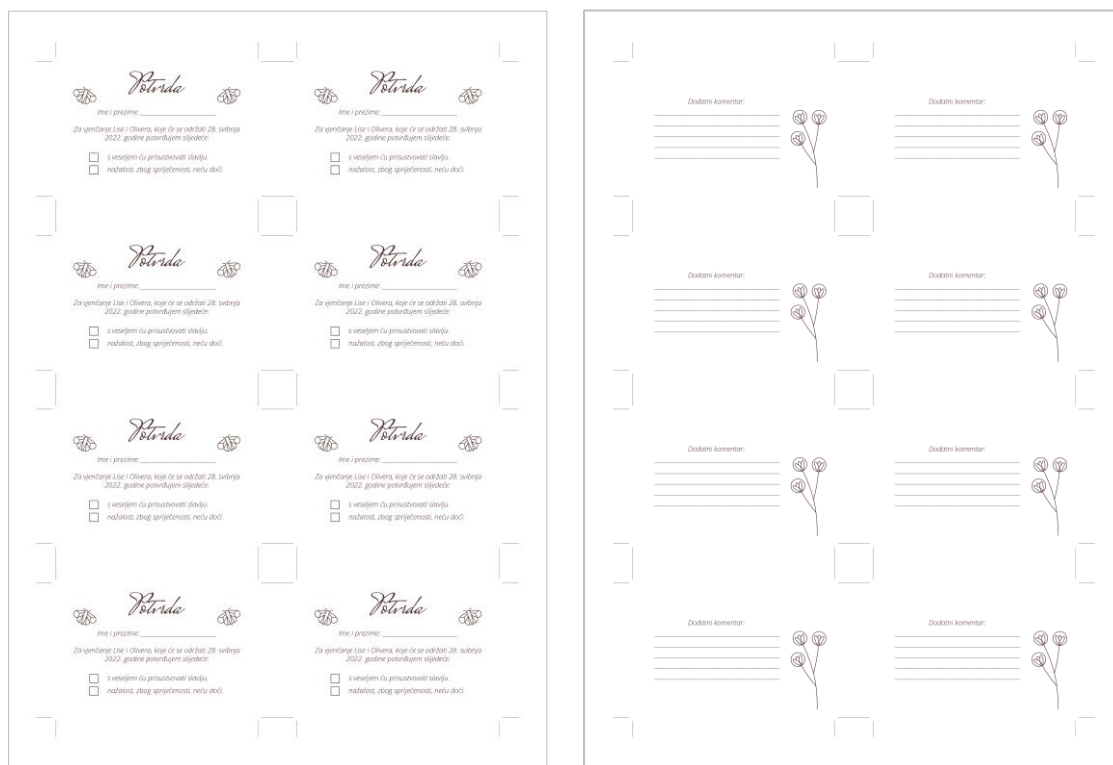 Potvrda
Ime i prezime:
Za vjenčanje Lise i Olivera, koje će se održati 28. svibnja
2022. godine potvrđujem slijedeće:
s veseljem ću prisustvovati slavlju.
nažalost, zbog spriječenosti, neću doći.
Potvrda
Ime i prezime:
Za vjenčanje Lise i Olivera, koje će se održati 28. svibnja
2022. godine potvrđujem slijedeće:
s veseljem ću prisustvovati slavlju.
nažalost, zbog spriječenosti, neću doći.
Potvrda
Ime i prezime:
Za vjenčanje Lise i Olivera, koje će se održati 28. svibnja
2022. godine potvrđujem slijedeće:
s veseljem ću prisustvovati slavlju.
nažalost, zbog spriječenosti, neću doći.
Potvrda
Ime i prezime:
Za vjenčanje Lise i Olivera, koje će se održati 28. svibnja
2022. godine potvrđujem slijedeće:
s veseljem ću prisustvovati slavlju.
nažalost, zbog spriječenosti, neću doći.
Potvrda
Ime i prezime:
Za vjenčanje Lise i Olivera, koje će se održati 28. svibnja
2022. godine potvrđujem slijedeće:
s veseljem ću prisustvovati slavlju.
nažalost, zbog spriječenosti, neću doći.
Potvrda
Ime i prezime:
Za vjenčanje Lise i Olivera, koje će se održati 28. svibnja
2022. godine potvrđujem slijedeće:
s veseljem ću prisustvovati slavlju.
nažalost, zbog spriječenosti, neću doći.
Potvrda
Ime i prezime:
Za vjenčanje Lise i Olivera, koje će se održati 28. svibnja
2022. godine potvrđujem slijedeće:
s veseljem ću prisustvovati slavlju.
nažalost, zbog spriječenosti, neću doći.
Potvrda
Ime i prezime:
Za vjenčanje Lise i Olivera, koje će se održati 28. svibnja
2022. godine potvrđujem slijedeće:
s veseljem ću prisustvovati slavlju.
nažalost, zbog spriječenosti, neću doći.
Dodatni komentar:
Dodatni komentar:
Dodatni komentar:
Dodatni komentar:
Dodatni komentar:
Dodatni komentar:
Dodatni komentar:
Dodatni komentar: